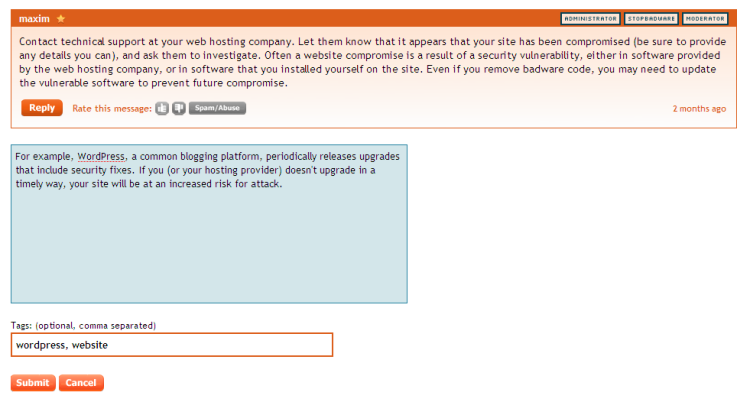 maxim
ADMINISTRATOR STOPBADWARE MODERATOR
Contact technical support at your web hosting company. Let them know that it appears that your site has been compromised (be sure to provide
any details you can), and ask them to investigate. Often a website compromise is a result of a security vulnerability, either in software provided
by the web hosting company, or in software that you installed yourself on the site. Even if you remove badware code, you may need to update
the vulnerable software to prevent future compromise.
Reply Rate this message: Spam/Abuse 2 months ago
For example, WordPress, a common blogging platform, periodically releases upgrades
that include security fixes. If you (or your hosting provider) doesn't upgrade in a
timely way, your site will be at an increased risk for attack.
Tags: (optional, comma separated)
wordpress, website
Submit Cancel